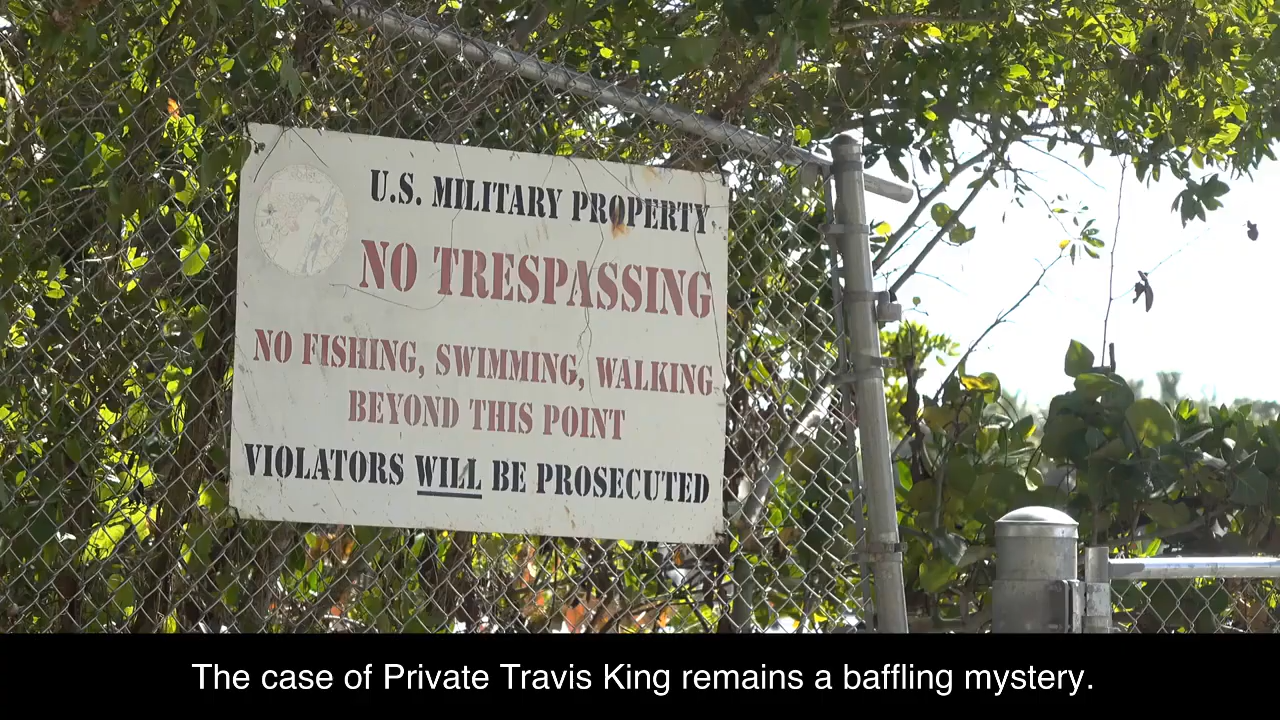 U.S. MILITARY PROPERTY
NO TRESPASSING
NO FISHING, SWIMMING, WALKING
BEYOND THIS POINT
VIOLATORS WILL BE PROSECUTED
The case of Private Travis King remains a baffling mystery.